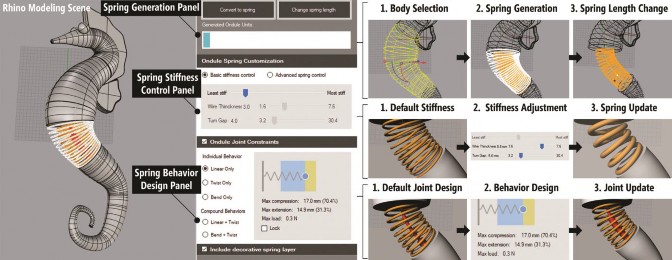 Rhino Modeling Scene
Spring Generation Panel
Convert to spring
Change spring length
Generated Ondule Units
Ondule Spring Customization
Basic stiffness control
Advanced spring control
Spring Stiffness
Control Panel
Least stiff
Most stiff
Wire Thickness 3.0 1.6 7.6
Turn Gap 4.0 3.2 30.4
Ondule Joint Constraints
Spring Behavior
Design Panel
Individual Behavior
Linear Only
Twist Only
Bend Only
Compound Behaviors
Linear + Twist
Bend + Twist
Max compression: 17.0 mm (70.4%)
Max extension: 14.9 mm (31.3%)
Max load: 0.3 N
Lock
Include decorative spring layer
1. Body Selection
2. Spring Generation
3. Spring Length Change
1. Default Stiffness
2. Stiffness Adjustment
3. Spring Update
Least stiff
Most stiff
1.6
7.6
Turn Gap
3.2
30.4
1. Default Joint Design
2. Behavior Design
3. Joint Update
Max compression: 17.0 mm (70.4%)
Max extension: 14.9 mm (31.3%)
Max load: 0.3 N